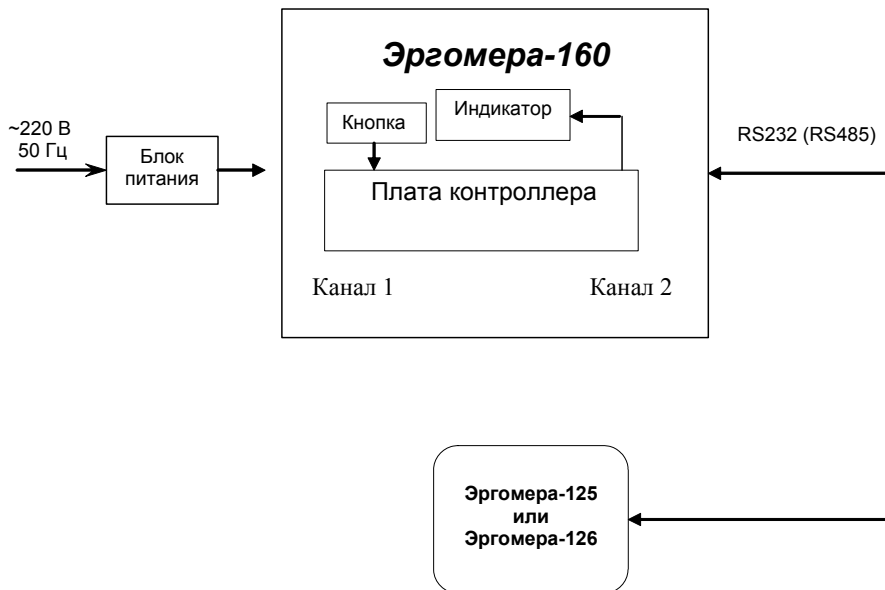 Эргомера-160
Кнопка
Индикатор
~220 В
50 Гц
Блок
питания
RS232 (RS485)
Плата контроллера
Канал 1
Канал 2
Эргомера-125
или
Эргомера-126